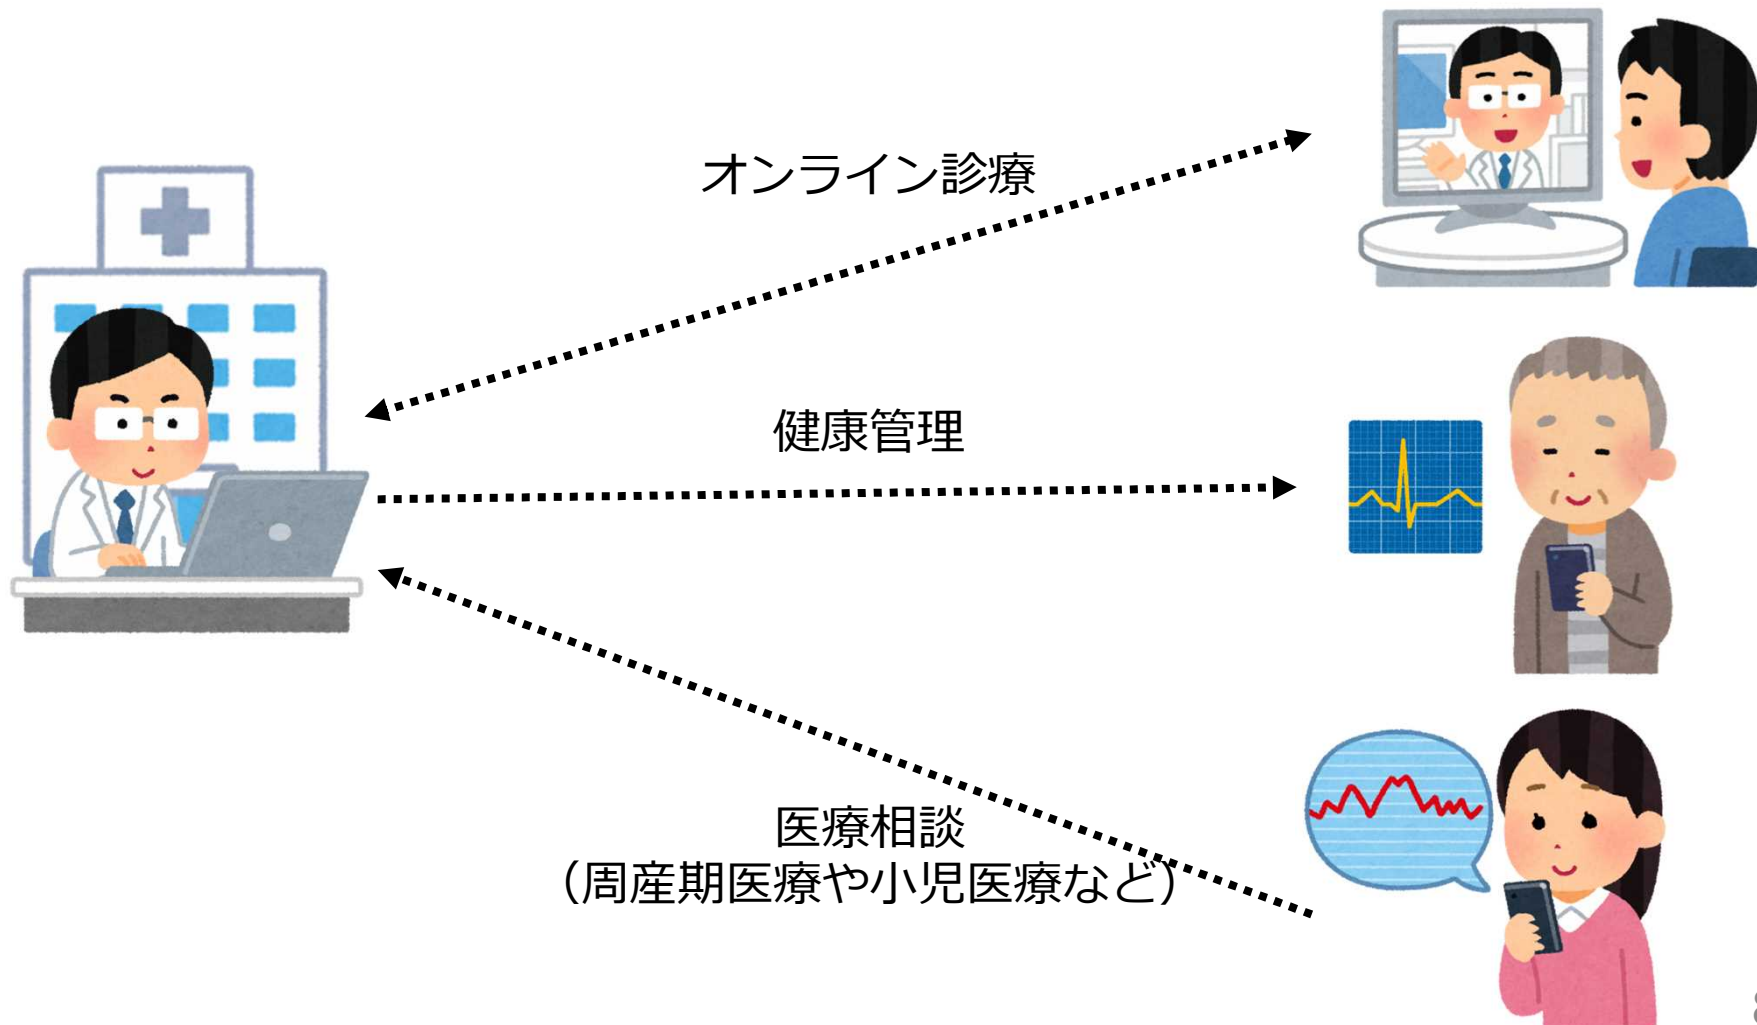 オンライン診療
健康管理
医療相談
（周産期医療や小児医療など）